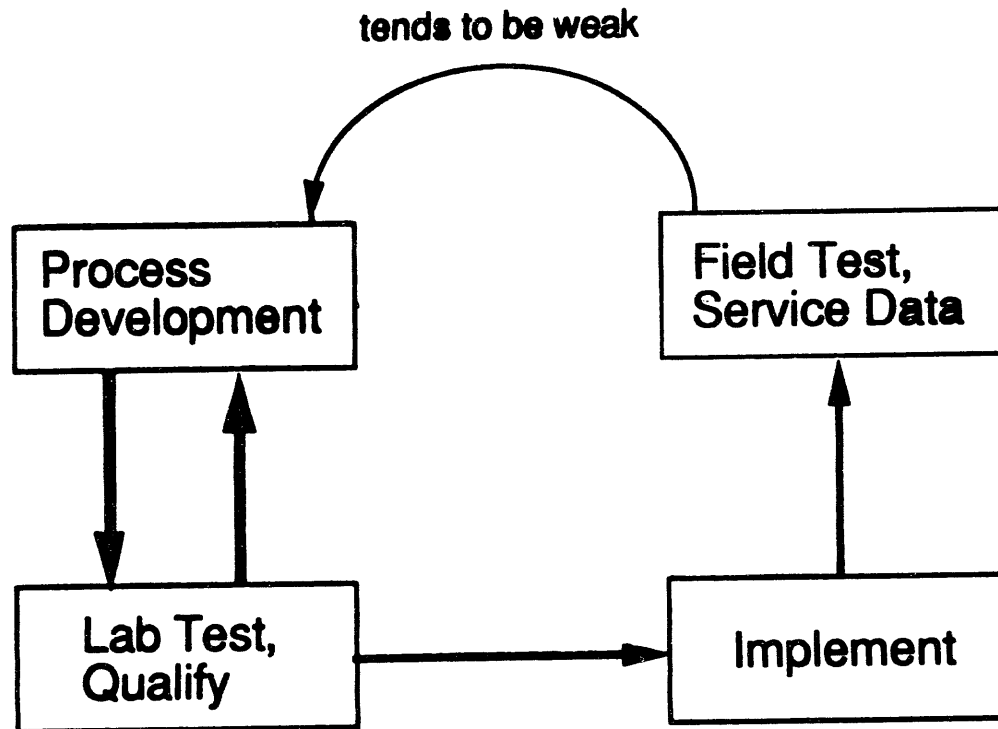 tends to be weak
Process
Development
Field Test,
Service Data
Lab Test,
Qualify
Implement